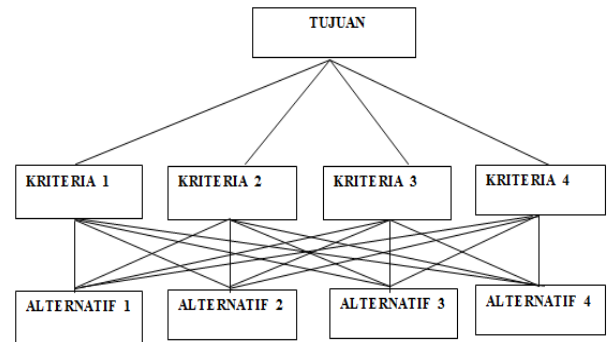 TUJUAN
KRITERIA 1
KRITERIA 2
KRITERIA 3
KRITERIA 4
ALTERNATIF 1
ALTERNATIF 2
ALTERNATIF 3
ALTERNATIF 4